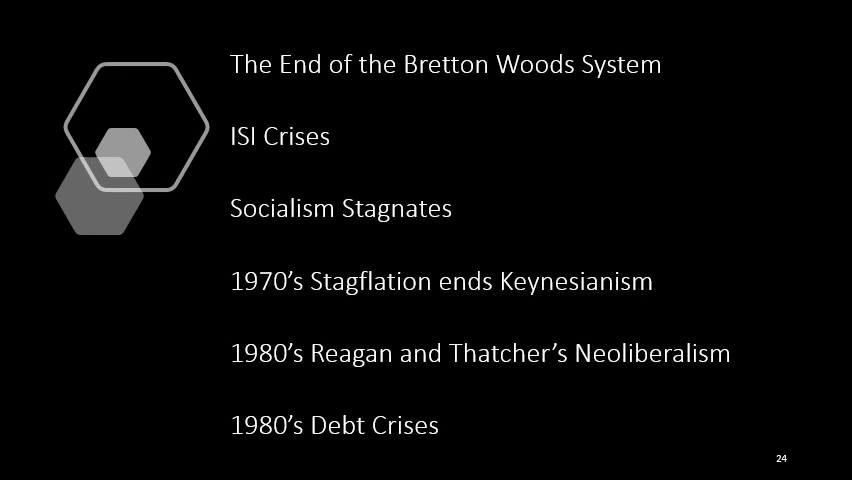 The End of the Bretton Woods System
ISI Crises
Socialism Stagnates
1970’s Stagflation ends Keynesianism
1980’s Reagan and Thatcher’s Neoliberalism
1980’s Debt Crises
24